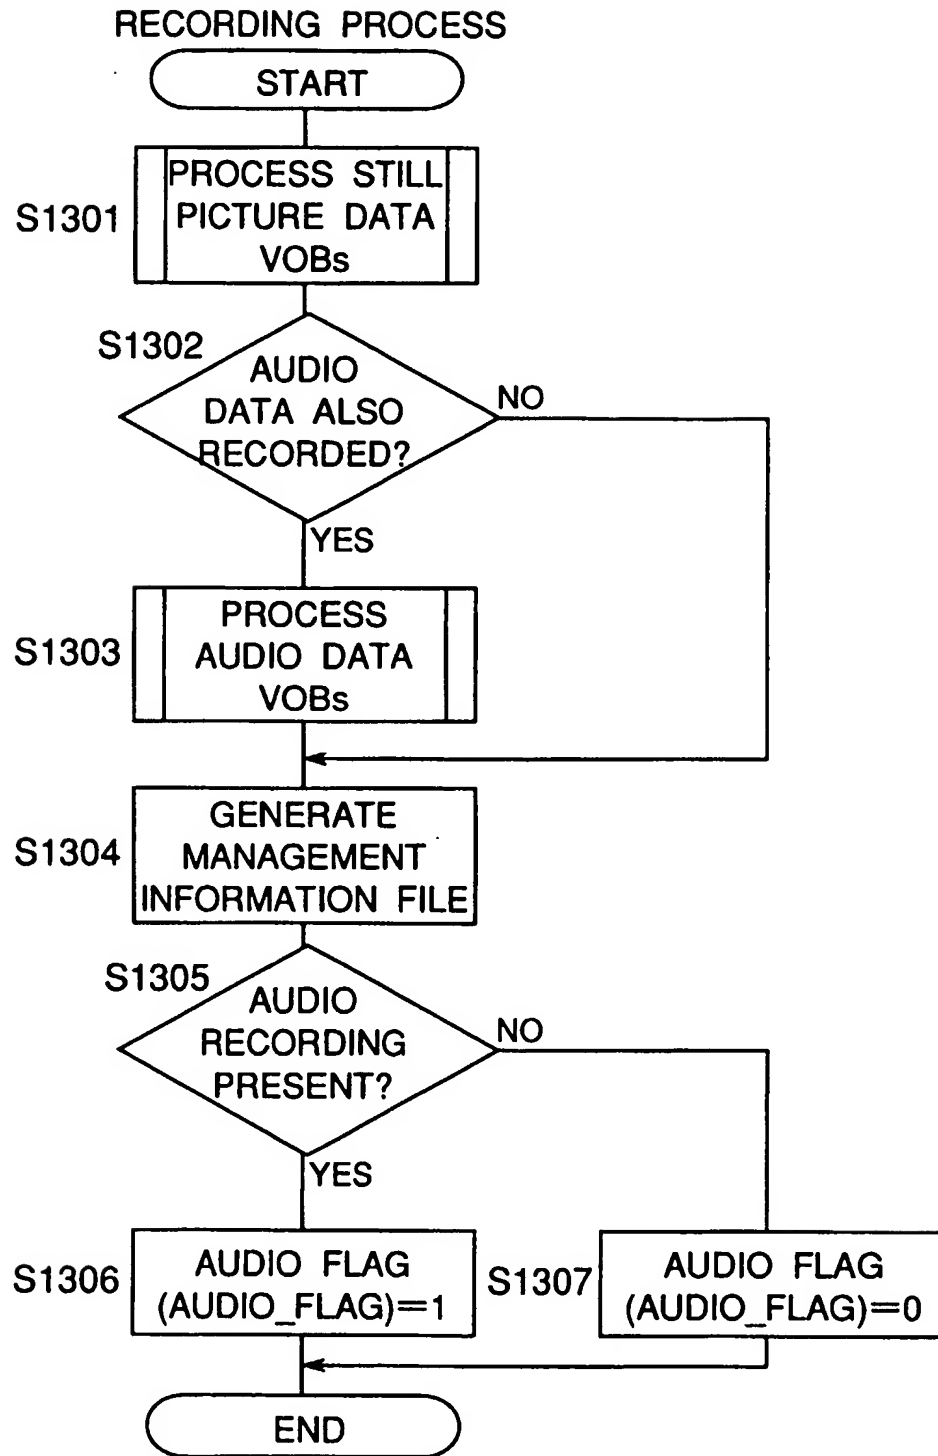 RECORDING PROCESS
START
S1301
PROCESS STILL
PICTURE DATA
VOBs
S1302
AUDIO
DATA ALSO
RECORDED?
NO
YES
S1303
PROCESS
AUDIO DATA
VOBs
S1304
GENERATE
MANAGEMENT
INFORMATION FILE
S1305
AUDIO
RECORDING
PRESENT?
NO
YES
S1306
AUDIO FLAG
(AUDIO_FLAG)=1
S1307
AUDIO FLAG
(AUDIO_FLAG)=0
END